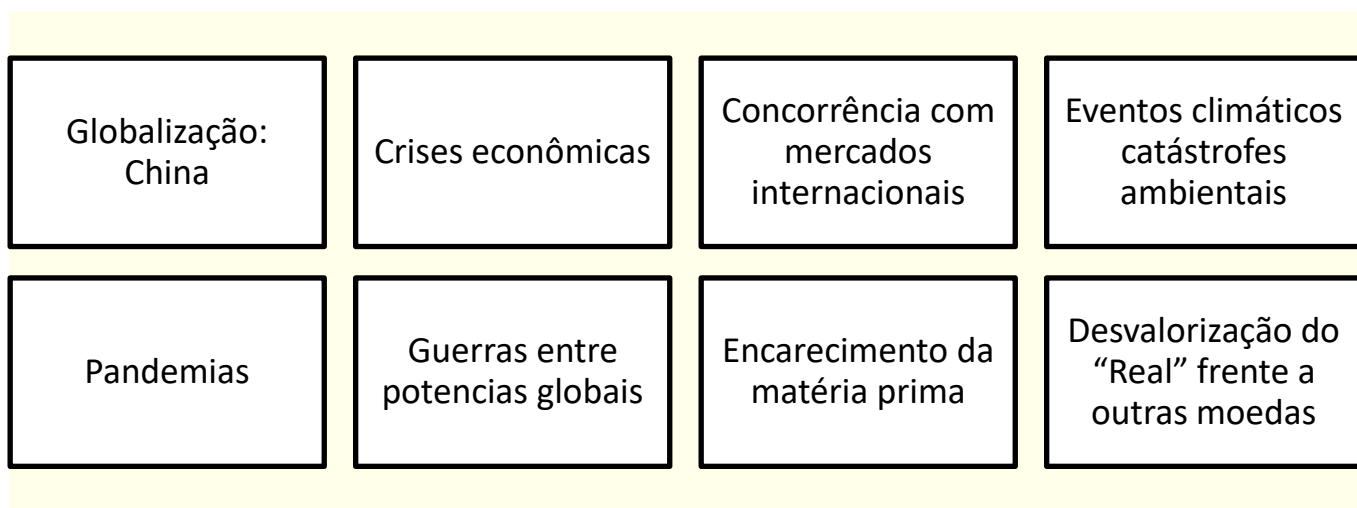 Globalização:
China
Crises econômicas
Concorrência com
mercados
internacionais
Eventos climáticos
catástrofes
ambientais
Pandemias
Guerras entre
potencias globais
Encarecimento da
matéria prima
Desvalorização do
“Real” frente a
outras moedas